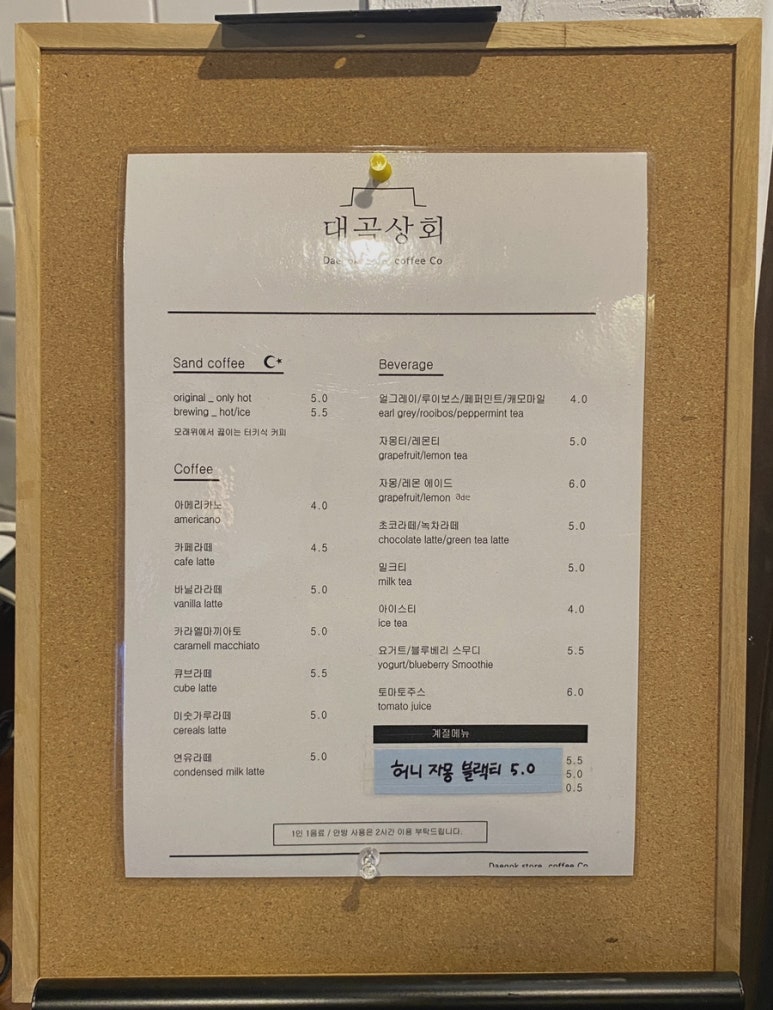 대곡상회
coffee Co
Sand coffee
original _ only hot 5.0
brewing _ hot/ice 5.5
모래위에서 끓이는 터키식 커피
Coffee
아메리카노 4.0
americano
카페라떼 4.5
cafe latte
바닐라라떼 5.0
vanilla latte
카라멜마끼아토 5.0
caramell macchiato
큐브라떼 5.5
cube latte
미숫가루라떼 5.0
cereals latte
연유라떼 5.0
condensed milk latte
Beverage
얼그레이/루이보스/페퍼민트/캐모마일 4.0
earl grey/rooibos/peppermint tea
자몽티/레몬티 5.0
grapefruit/lemon tea
자몽/레몬 에이드 6.0
grapefruit/lemon ade
초코라떼/녹차라떼 5.0
chocolate latte/green tea latte
밀크티 5.0
milk tea
아이스티 4.0
ice tea
요거트/블루베리 스무디 5.5
yogurt/blueberry Smoothie
토마토주스 6.0
tomato juice
계절메뉴
허니 자몽 블랙티 5.0
5.5
5.0
0.5
1인 1음료 / 안방 사용은 2시간 이용 부탁드립니다.
Daegok store, coffee Co